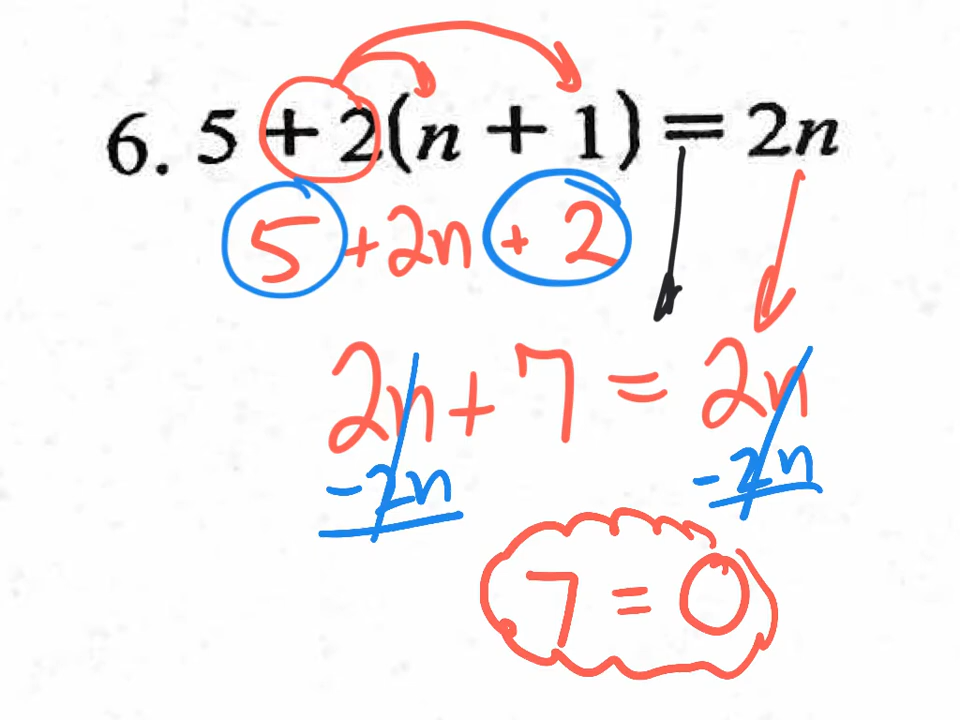 6. 5 + 2(n + 1) = 2n
5 + 2n + 2
2n + 7 = 2n
-2n -2n
7 = 0